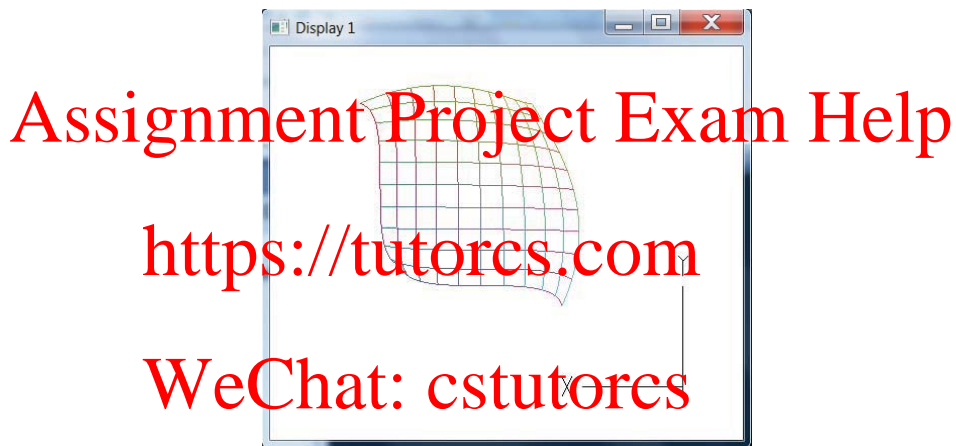 Display 1
Assignment Project Exam Help
https://tutorcs.com
Y
WeChat: cstutorcs
X